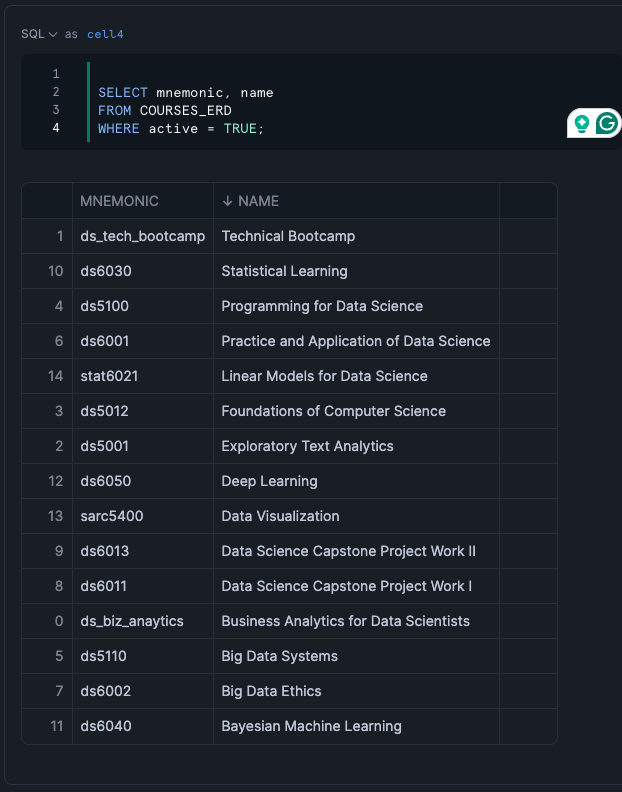 SQL as cell4
1
2 SELECT mnemonic, name
3 FROM COURSES_ERD
4 WHERE active = TRUE;
MNEMONIC ↓ NAME
1 ds_tech_bootcamp Technical Bootcamp
10 ds6030 Statistical Learning
4 ds5100 Programming for Data Science
6 ds6001 Practice and Application of Data Science
14 stat6021 Linear Models for Data Science
3 ds5012 Foundations of Computer Science
2 ds5001 Exploratory Text Analytics
12 ds6050 Deep Learning
13 sarc5400 Data Visualization
9 ds6013 Data Science Capstone Project Work II
8 ds6011 Data Science Capstone Project Work I
0 ds_biz_anaytics Business Analytics for Data Scientists
5 ds5110 Big Data Systems
7 ds6002 Big Data Ethics
11 ds6040 Bayesian Machine Learning